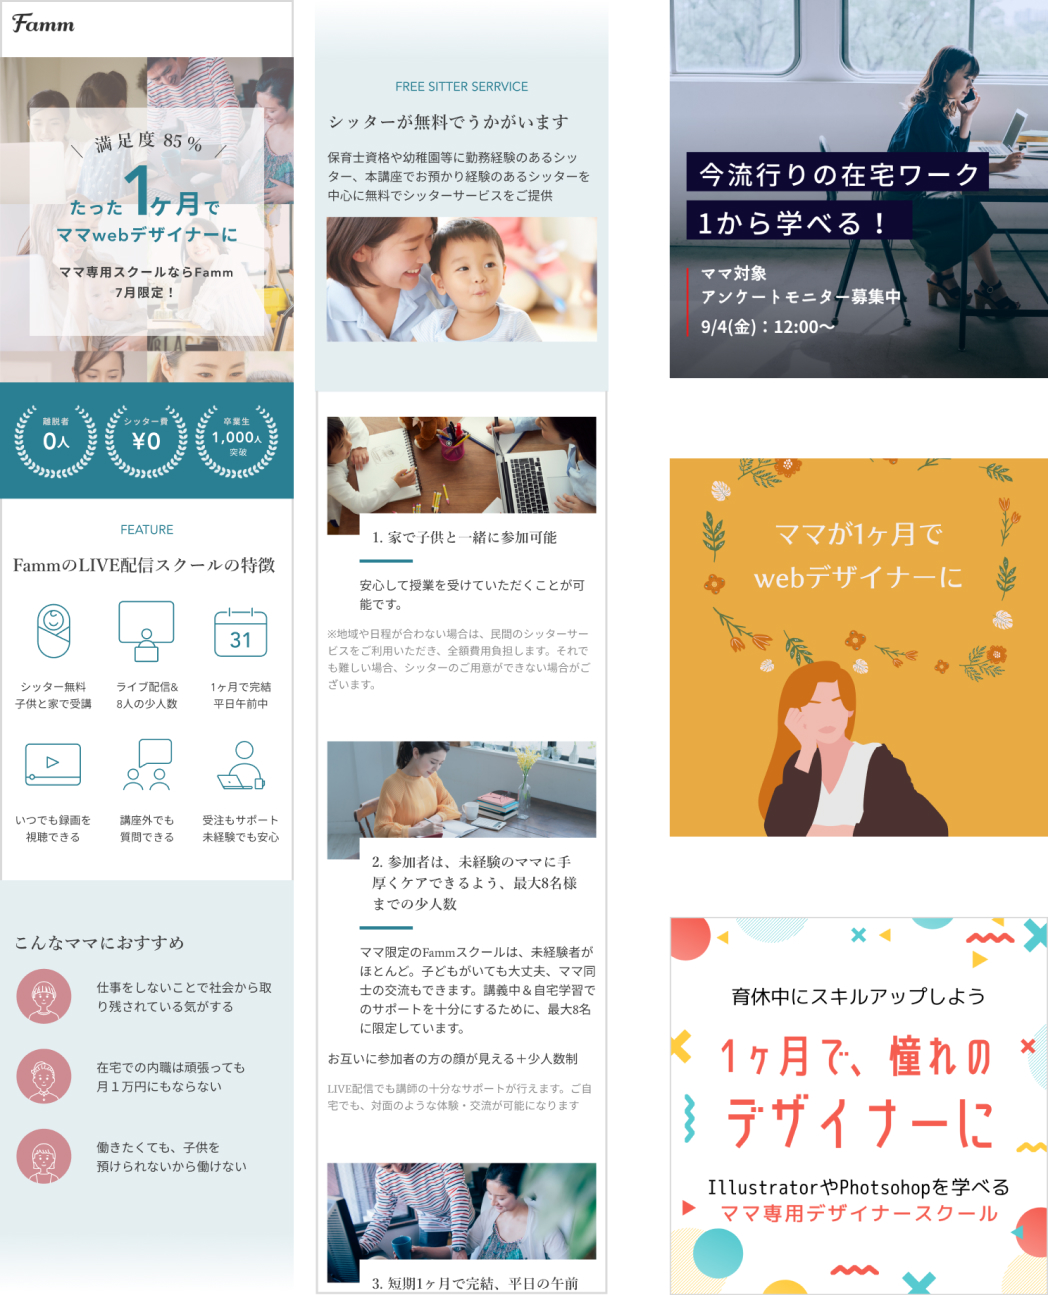 Famm
満足度 85%
たった1ヶ月で
ママwebデザイナーに
ママ専用スクールならFamm
7月限定！
離脱者
0人
シッター費
¥0
卒業生
1,000人
突破
FEATURE
FammのLIVE配信スクールの特徴
31
シッター無料
子供と家で受講
ライブ配信&
8人の少人数
1ヶ月で完結
平日午前中
いつでも録画を
視聴できる
講座外でも
質問できる
受注もサポート
未経験でも安心
こんなママにおすすめ
仕事をしないことで社会から取
り残されている気がする
在宅での内職は頑張っても
月１万円にもならない
働きたくても、子供を
預けられないから働けない
FREE SITTER SERRVICE
シッターが無料でうかがいます
保育士資格や幼稚園等に勤務経験のあるシッ
ター、本講座でお預かり経験のあるシッターを
中心に無料でシッターサービスをご提供
1. 家で子供と一緒に参加可能
安心して授業を受けていただくことが可
能です。
※地域や日程が合わない場合は、民間のシッターサー
ビスをご利用いただき、全額費用負担します。それで
も難しい場合、シッターのご用意ができない場合がご
ざいます。
2. 参加者は、未経験のママに手
厚くケアできるよう、最大8名様
までの少人数
ママ限定のFammスクールは、未経験者が
ほとんど。子どもがいても大丈夫、ママ同
士の交流もできます。講義中＆自宅学習で
のサポートを十分にするために、最大8名
に限定しています。
お互いに参加者の方の顔が見える＋少人数制
LIVE配信でも講師の十分なサポートが行えます。ご自
宅でも、対面のような体験・交流が可能になります
3. 短期1ヶ月で完結、平日の午前
今流行りの在宅ワーク
1から学べる！
ママ対象
アンケートモニター募集中
9/4(金)：12:00〜
ママが1ヶ月で
webデザイナーに
育休中にスキルアップしよう
1ヶ月で、憧れの
デザイナーに
IllustratorやPhotsohopを学べる
ママ専用デザイナースクール